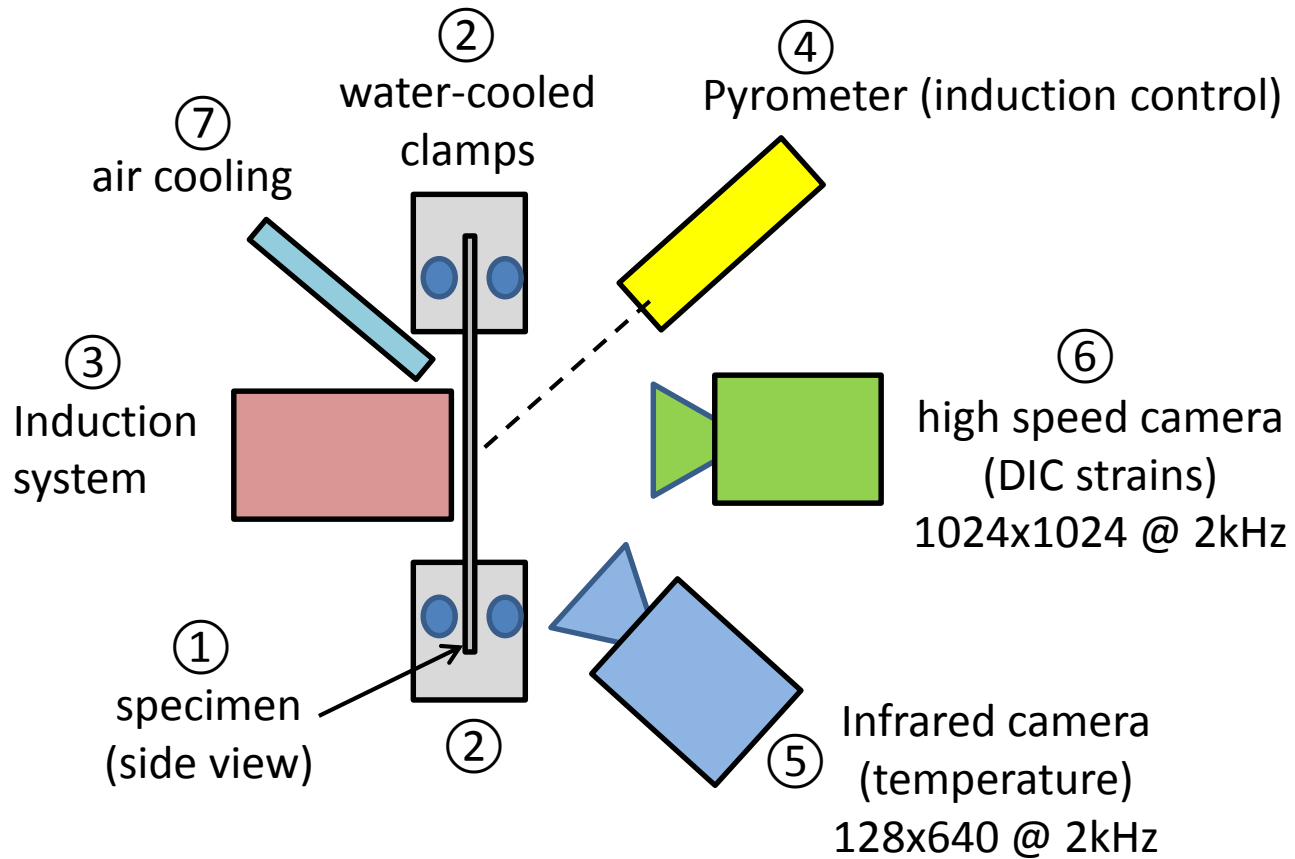 ②
water-cooled
clamps
④
Pyrometer (induction control)
⑦
air cooling
③
Induction
system
⑥
high speed camera
(DIC strains)
1024x1024 @ 2kHz
①
specimen
(side view)
②
⑤
Infrared camera
(temperature)
128x640 @ 2kHz